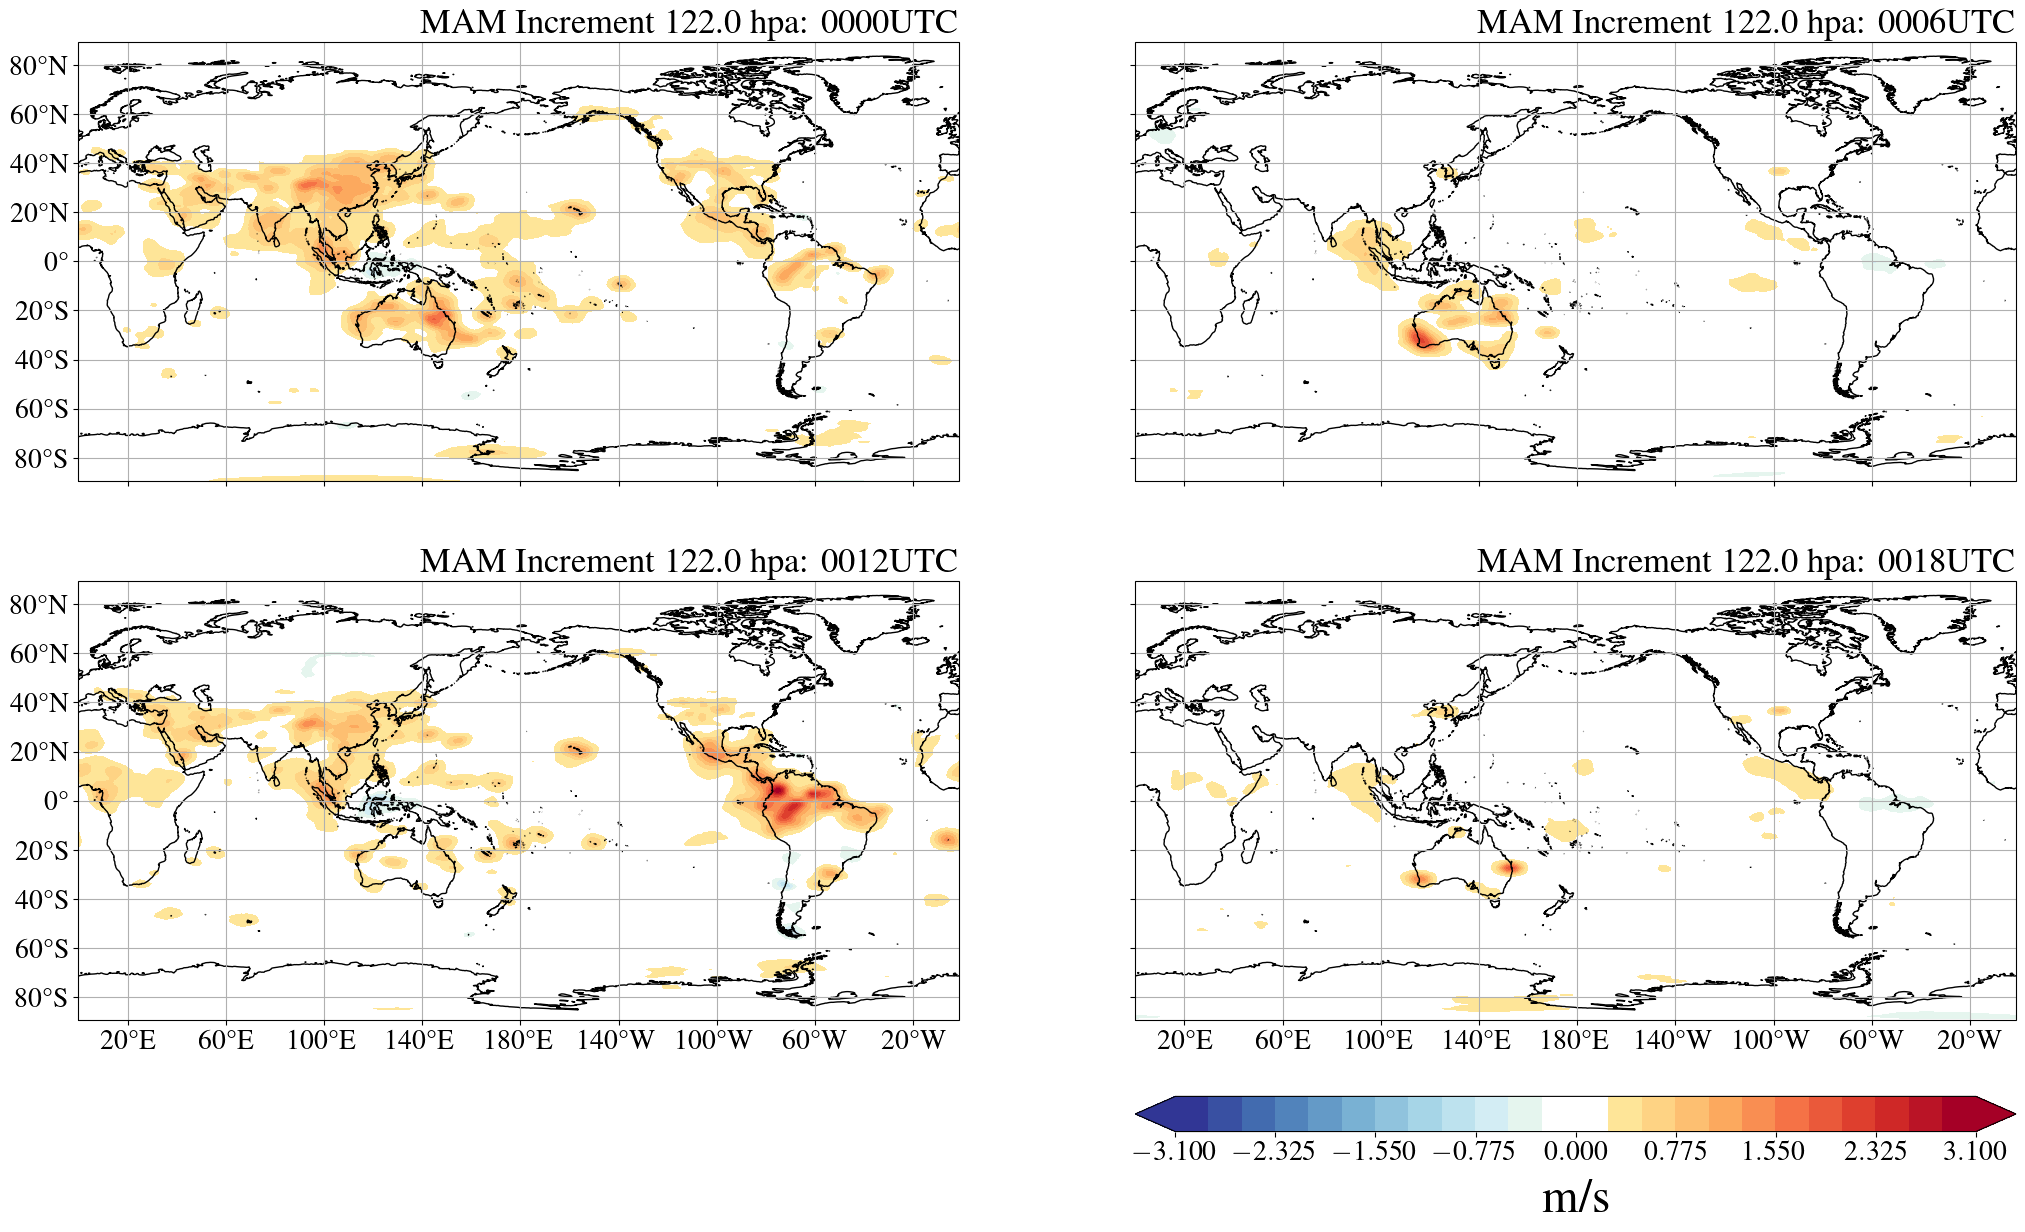 MAM Increment 122.0 hpa: 0000UTC
MAM Increment 122.0 hpa: 0006UTC
80°N
60°N
40°N
20°N
0°
20°S
40°S
60°S
80°S
MAM Increment 122.0 hpa: 0012UTC
MAM Increment 122.0 hpa: 0018UTC
80°N
60°N
40°N
20°N
0°
20°S
40°S
60°S
80°S
20°E 60°E 100°E 140°E 180°E 140°W 100°W 60°W 20°W
20°E 60°E 100°E 140°E 180°E 140°W 100°W 60°W 20°W
−3.100 −2.325 −1.550 −0.775 0.000 0.775 1.550 2.325 3.100
m/s